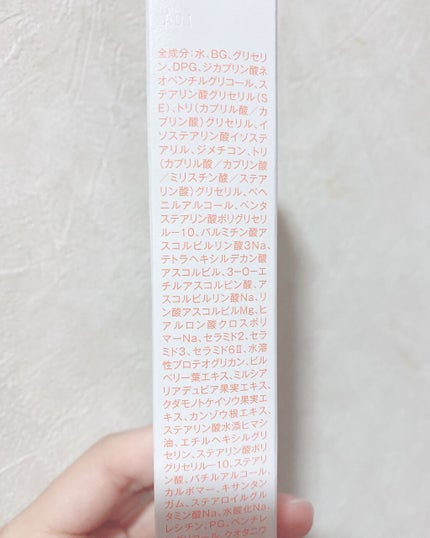 A01
全成分：水、BG、グリセリ
ン、DPG、ジカプリン酸ネ
オペンチルグリコール、ス
テアリン酸グリセリル(S
E)、トリ(カプリル酸／カ
プリン酸)グリセリル、イ
ソステアリン酸イソステ
アリル、ジメチコン、トリ
(カプリル酸／カプリン酸
／ミリスチン酸／ステア
リン酸)グリセリル、ベヘ
ニルアルコール、ペンタ
ステアリン酸ポリグリセリ
ル-10、パルミチン酸ア
スコルビルリン酸3Na、
テトラヘキシルデカン酸
アスコルビル、3-O-エ
チルアスコルビン酸、ア
スコルビルリン酸Na、リ
ン酸アスコルビルMg、ヒ
アルロン酸クロスポリ
マーNa、セラミド2、セラ
ミド3、セラミド6Ⅱ、水溶
性プロテオグリカン、ビル
ベリー葉エキス、ミルシア
リアデュビア果実エキス、
クダモノトケイソウ果実エ
キス、カンゾウ根エキス、
ステアリン酸水添ヒマシ
油、エチルヘキシルグリ
セリン、ステアリン酸ポリ
グリセリル-10、ステアリ
ン酸、バチルアルコール、
カルボマー、キサンタン
ガム、ステアロイルグル
タミン酸Na、水酸化Na、
レシチン、PG、ペンチレ
ングリコール、クオタニウ